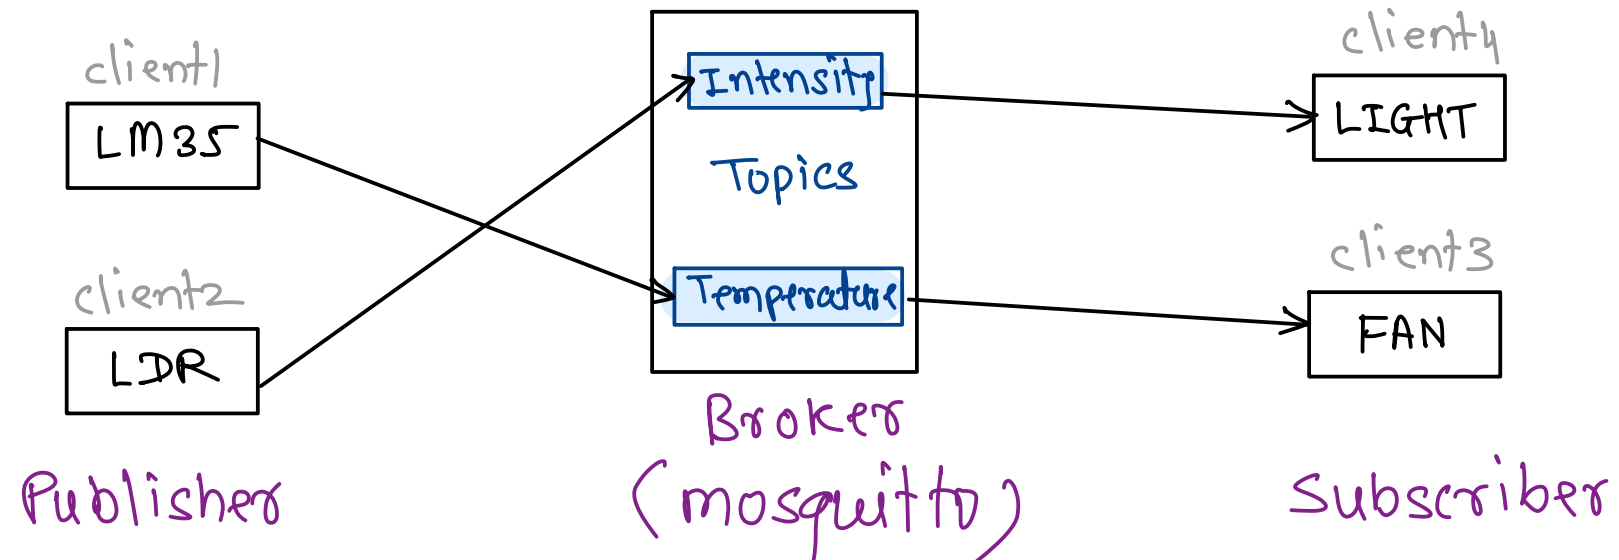 client1
LM35
client2
LDR
Publisher
Intensity
Topics
Temperature
Broker
(mosquitto)
client4
LIGHT
client3
FAN
Subscriber